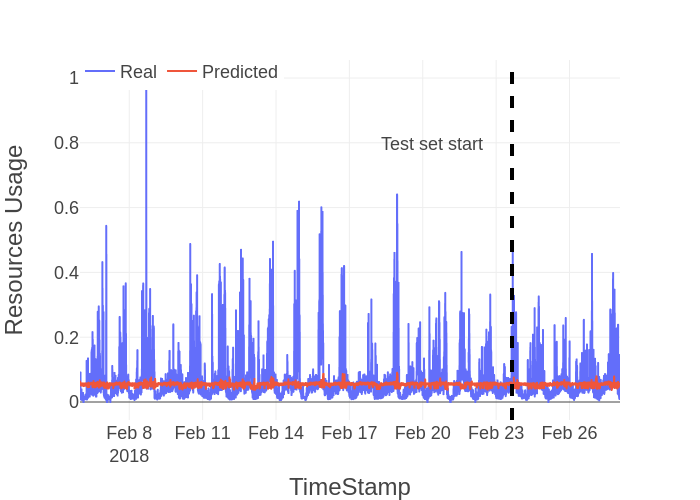 Real Predicted
1
0.8
0.6
0.4
0.2
0
Test set start
Feb 8
2018
Feb 11
Feb 14
Feb 17
Feb 20
Feb 23
Feb 26
TimeStamp
Resources Usage